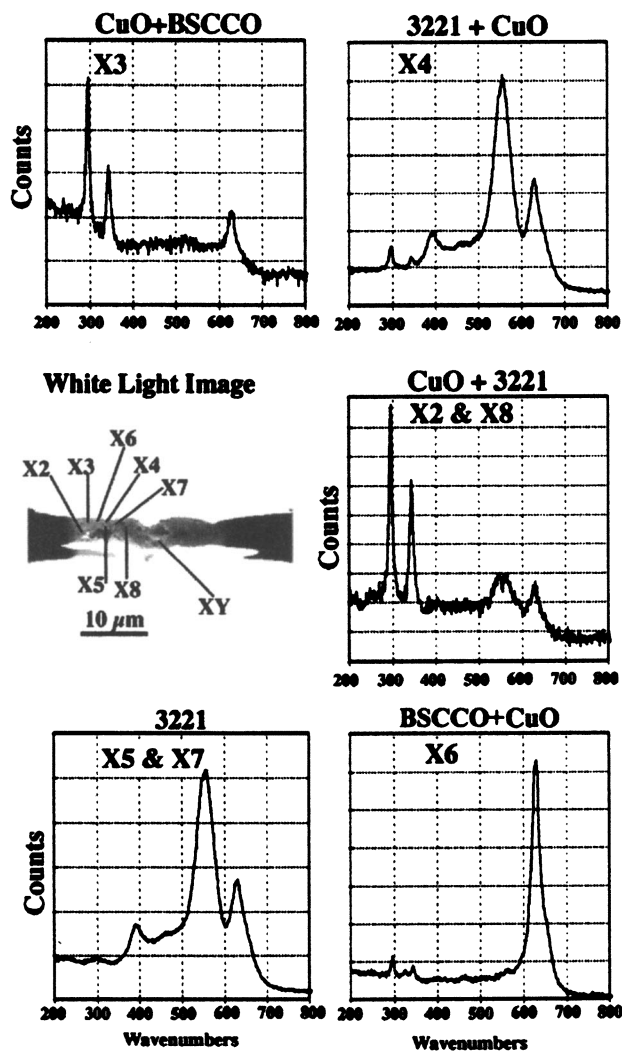 CuO+BSCCO
X3
Counts
200 300 400 500 600 700 800
3221 + CuO
X4
200 300 400 500 600 700 800
White Light Image
X6
X2 X3 X4
X7
X5 X8
XY
10 µm
CuO + 3221
X2 & X8
Counts
200 300 400 500 600 700 800
3221
X5 & X7
Counts
200 300 400 500 600 700 800
Wavenumbers
BSCCO+CuO
X6
200 300 400 500 600 700 800
Wavenumbers